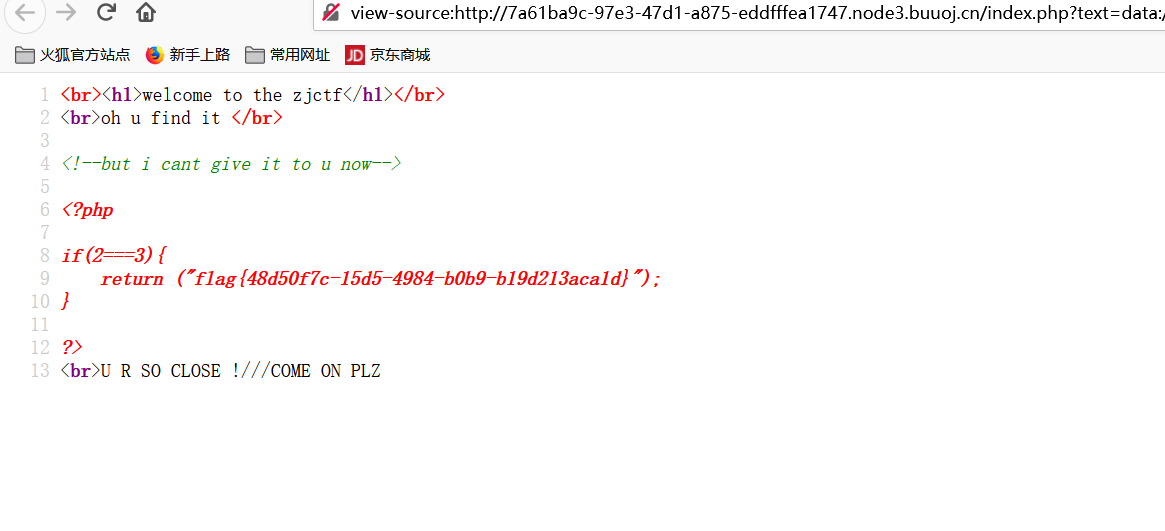 view-source:http://7a61ba9c-97e3-47d1-a875-eddfffea1747.node3.buuoj.cn/index.php?text=data:/
火狐官方站点 新手上路 常用网址 JD 京东商城
1 <br><h1>welcome to the zjctf</h1></br>
2 <br>oh u find it </br>
3
4 <!--but i cant give it to u now-->
5
6 <?php
7
8 if(2===3){
9 return ("flag{48d50f7c-15d5-4984-b0b9-b19d213aca1d}");
10 }
11
12 ?>
13 <br>U R SO CLOSE !///COME ON PLZ